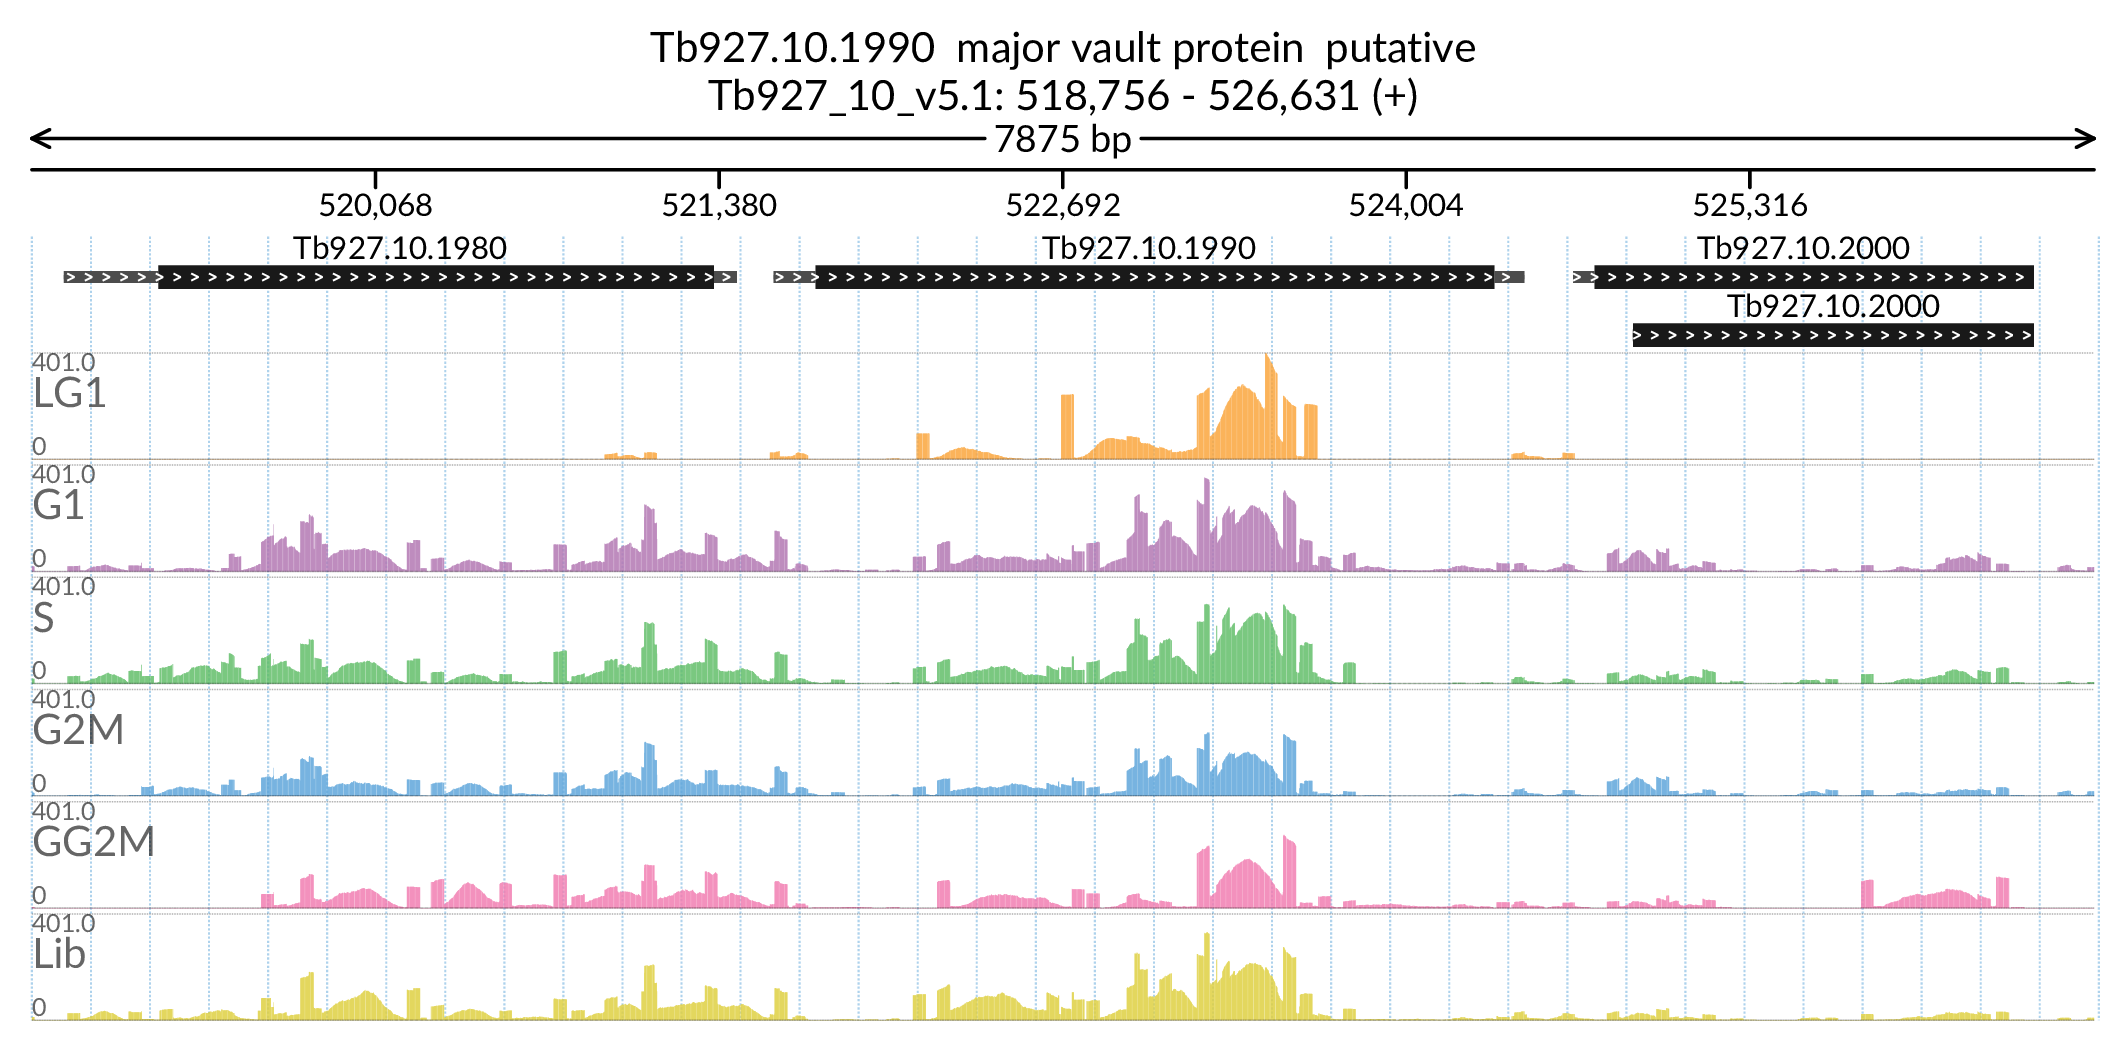 Tb927.10.1990 major vault protein putative
Tb927_10_v5.1: 518,756 - 526,631 (+)
7875 bp
520,068 521,380 522,692 524,004 525,316
Tb927.10.1980 Tb927.10.1990 Tb927.10.2000
Tb927.10.2000
401.0
LG1
0
401.0
G1
0
401.0
S
0
401.0
G2M
0
401.0
GG2M
0
401.0
Lib
0